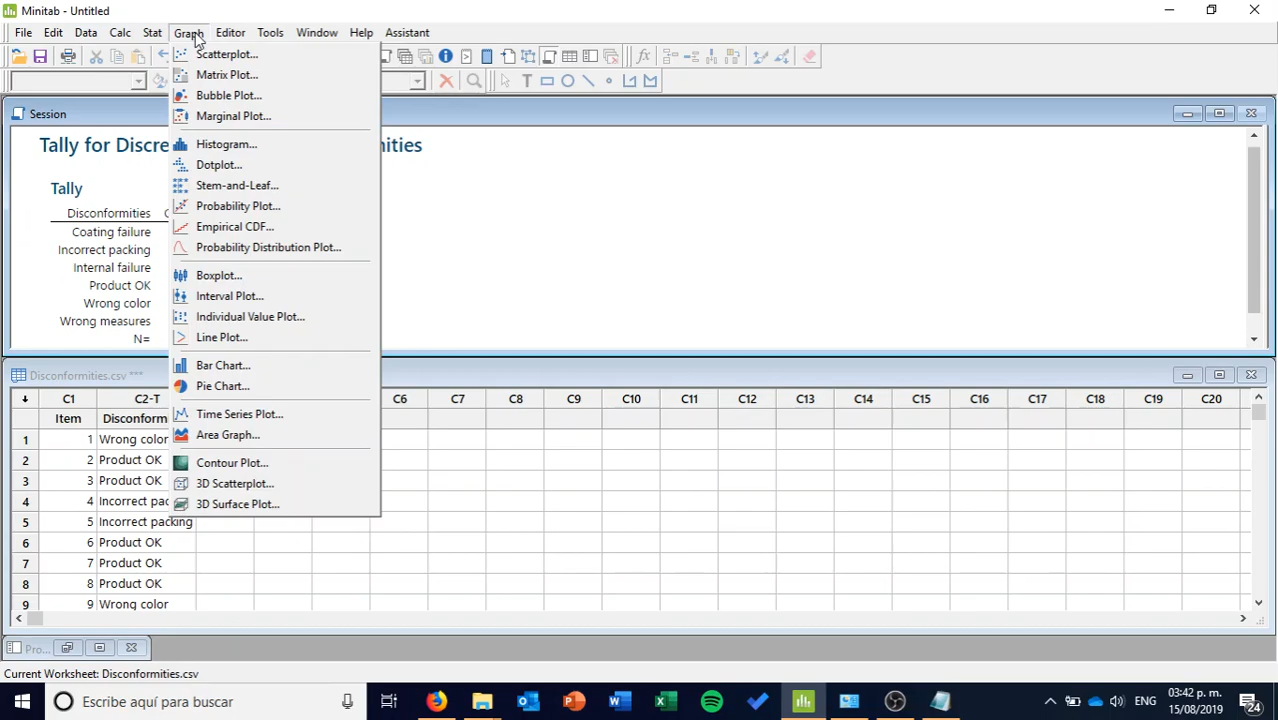 Minitab - Untitled
File Edit Data Calc Stat Graph Editor Tools Window Help Assistant
Scatterplot...
Matrix Plot...
Bubble Plot...
Marginal Plot...
Histogram...
Dotplot...
Stem-and-Leaf...
Probability Plot...
Empirical CDF...
Probability Distribution Plot...
Boxplot...
Interval Plot...
Individual Value Plot...
Line Plot...
Bar Chart...
Pie Chart...
Time Series Plot...
Area Graph...
Contour Plot...
3D Scatterplot...
3D Surface Plot...
Session
Tally for Discre mities
Tally
Disconformities C
Coating failure
Incorrect packing
Internal failure
Product OK
Wrong color
Wrong measures
N=
Disconformities.csv ***
C1 C2-T C6 C7 C8 C9 C10 C11 C12 C13 C14 C15 C16 C17 C18 C19 C20
Item Disconform
1 1 Wrong color
2 2 Product OK
3 3 Product OK
4 4 Incorrect pac
5 5 Incorrect packing
6 6 Product OK
7 7 Product OK
8 8 Product OK
9 9 Wrong color
Pro...
Current Worksheet: Disconformities.csv
Escribe aquí para buscar
ENG
03:42 p. m.
15/08/2019
24